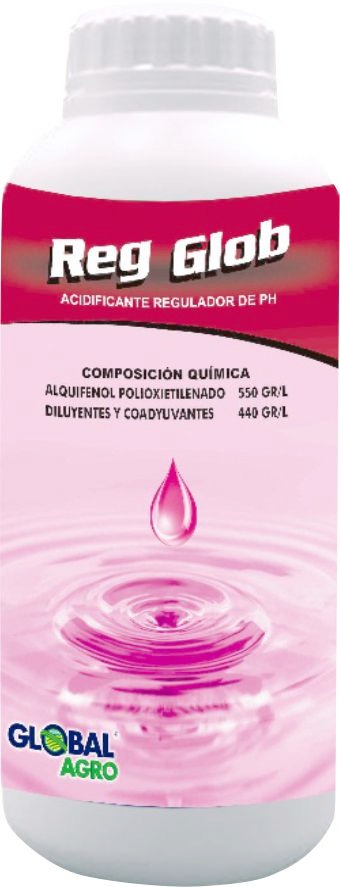 Reg Glob
ACIDIFICANTE REGULADOR DE PH
COMPOSICIÓN QUÍMICA
ALQUIFENOL POLIOXIETILENADO 550 GR/L
DILUYENTES Y COADYUVANTES 440 GR/L
GLOBAL
AGRO